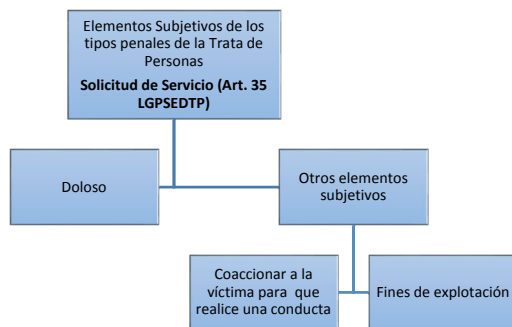 Elementos Subjetivos de los
tipos penales de la Trata de
Personas
Solicitud de Servicio (Art. 35
LGPSEDTP)
Doloso
Otros elementos
subjetivos
Coaccionar a la
víctima para que
realice una conducta
Fines de explotación